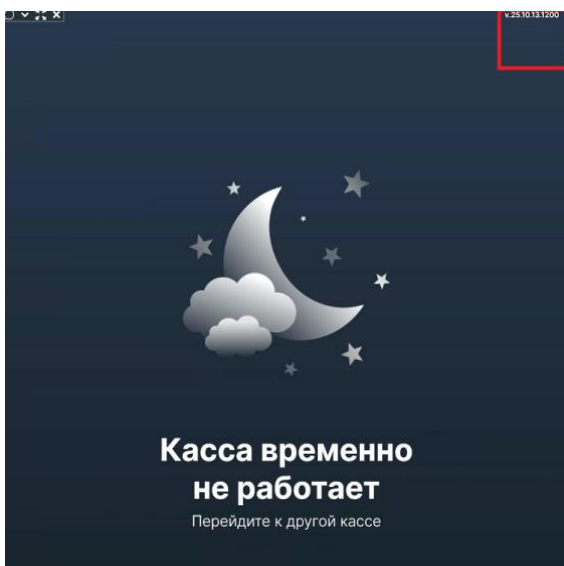 v.25.10.13.1200
Касса временно
не работает
Перейдите к другой кассе